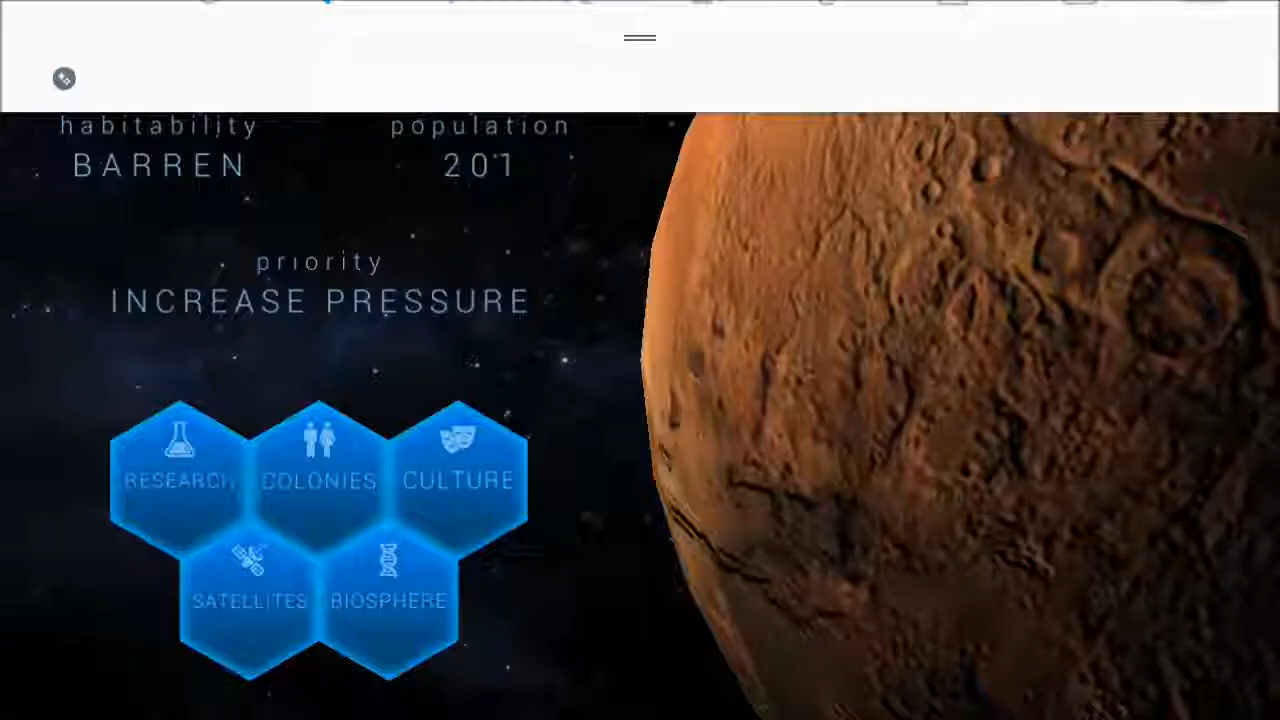 habitability
population
BARREN
201
priority
INCREASE PRESSURE
RESEARCH
COLONIES
CULTURE
SATELLITES
BIOSPHERE